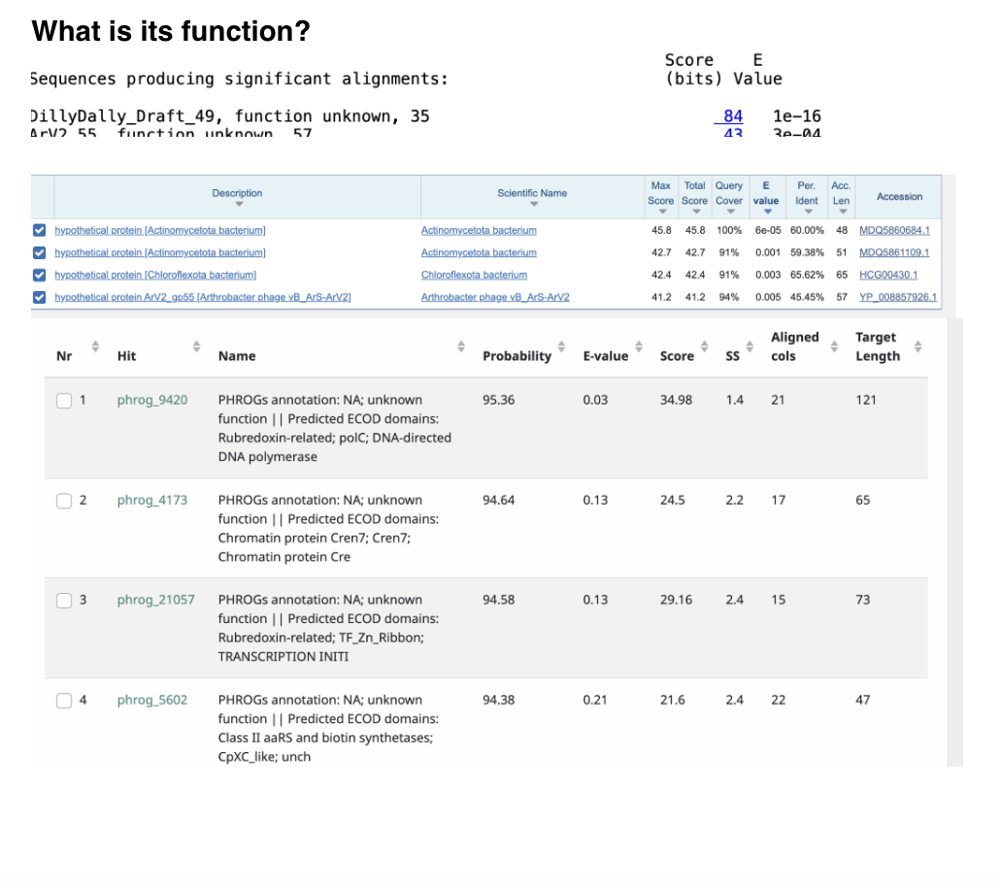 What is its function?
Score E
Sequences producing significant alignments: (bits) Value
DillyDally_Draft_49, function unknown, 35 84 1e-16
ArV2_55, function unknown, 57 43 3e-04
Description Scientific Name Max Score Total Score Query Cover E value Per. Ident Acc. Len Accession
hypothetical protein [Actinomycetota bacterium] Actinomycetota bacterium 45.8 45.8 100% 6e-05 60.00% 48 MDQ5860684.1
hypothetical protein [Actinomycetota bacterium] Actinomycetota bacterium 42.7 42.7 91% 0.001 59.38% 51 MDQ5861109.1
hypothetical protein [Chloroflexota bacterium] Chloroflexota bacterium 42.4 42.4 91% 0.003 65.62% 65 HCG00430.1
hypothetical protein ArV2_gp55 [Arthrobacter phage vB_ArS-ArV2] Arthrobacter phage vB_ArS-ArV2 41.2 41.2 94% 0.005 45.45% 57 YP_008857926.1
Nr Hit Name Probability E-value Score SS Aligned cols Target Length
1 phrog_9420 PHROGs annotation: NA; unknown 95.36 0.03 34.98 1.4 21 121
function || Predicted ECOD domains:
Rubredoxin-related; polC; DNA-directed
DNA polymerase
2 phrog_4173 PHROGs annotation: NA; unknown 94.64 0.13 24.5 2.2 17 65
function || Predicted ECOD domains:
Chromatin protein Cren7; Cren7;
Chromatin protein Cre
3 phrog_21057 PHROGs annotation: NA; unknown 94.58 0.13 29.16 2.4 15 73
function || Predicted ECOD domains:
Rubredoxin-related; TF_Zn_Ribbon;
TRANSCRIPTION INITI
4 phrog_5602 PHROGs annotation: NA; unknown 94.38 0.21 21.6 2.4 22 47
function || Predicted ECOD domains:
Class II aaRS and biotin synthetases;
CpXC_like; unch